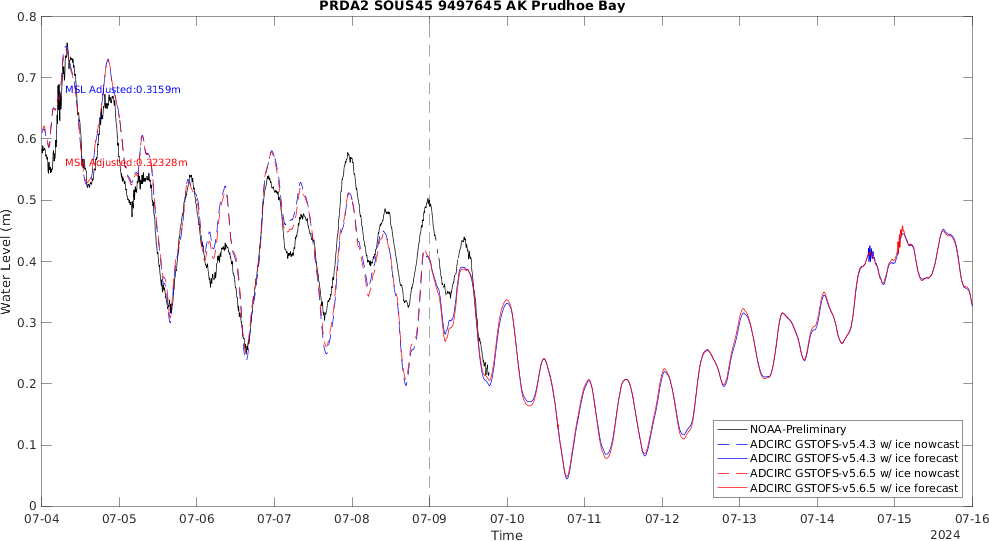 PRDA2 SOUS45 9497645 AK Prudhoe Bay
0.8
0.7
0.6
0.5
0.4
0.3
0.2
0.1
0
Water Level (m)
MSL Adjusted:0.3159m
MSL Adjusted:0.32328m
NOAA-Preliminary
ADCIRC GSTOFS-v5.4.3 w/ ice nowcast
ADCIRC GSTOFS-v5.4.3 w/ ice forecast
ADCIRC GSTOFS-v5.6.5 w/ ice nowcast
ADCIRC GSTOFS-v5.6.5 w/ ice forecast
07-04 07-05 07-06 07-07 07-08 07-09 07-10 07-11 07-12 07-13 07-14 07-15 07-16
Time
2024